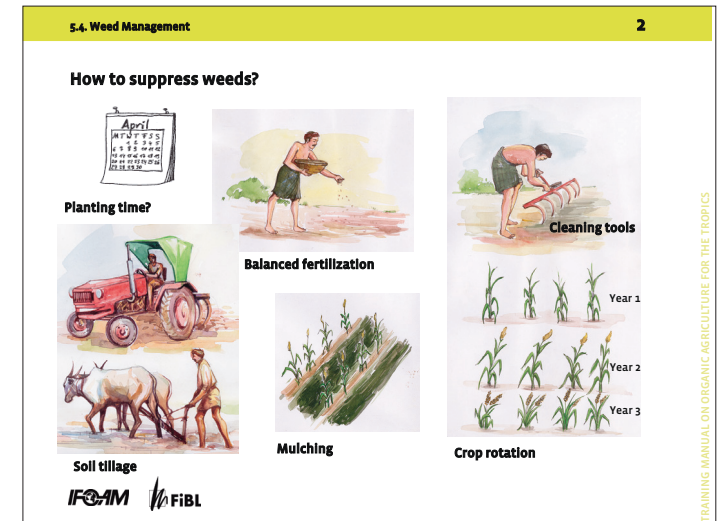 5.4. Weed Management
2
How to suppress weeds?
April
M T W T F S S
Planting time?
Balanced fertilization
Cleaning tools
Year 1
Year 2
Year 3
Soil tillage
Mulching
Crop rotation
IFOAM
FiBL
TRAINING MANUAL ON ORGANIC AGRICULTURE FOR THE TROPICS